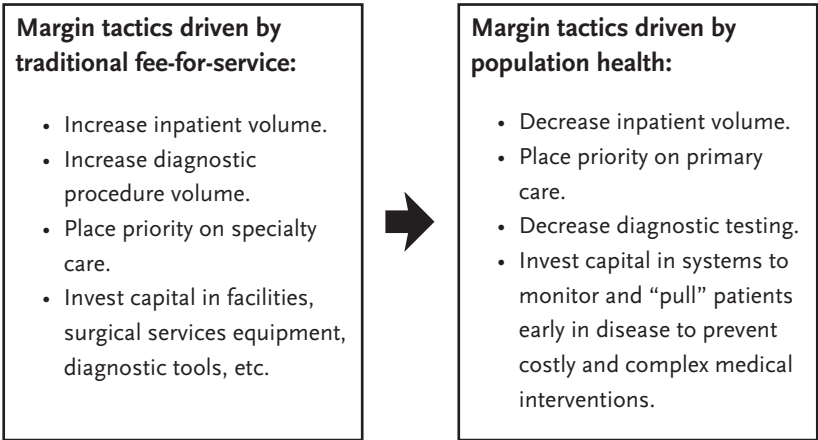 Margin tactics driven by
traditional fee-for-service:
• Increase inpatient volume.
• Increase diagnostic
procedure volume.
• Place priority on specialty
care.
• Invest capital in facilities,
surgical services equipment,
diagnostic tools, etc.
Margin tactics driven by
population health:
• Decrease inpatient volume.
• Place priority on primary
care.
• Decrease diagnostic testing.
• Invest capital in systems to
monitor and “pull” patients
early in disease to prevent
costly and complex medical
interventions.